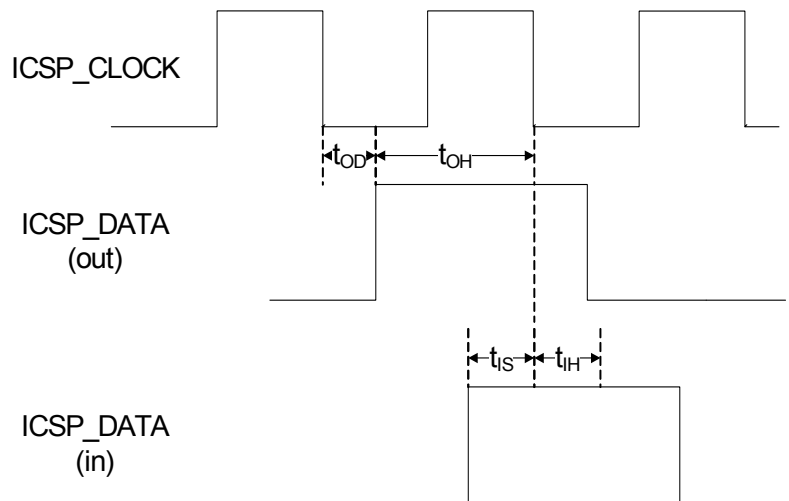 ICSP_CLOCK
tOD
tOH
ICSP_DATA
(out)
tIS
tIH
ICSP_DATA
(in)